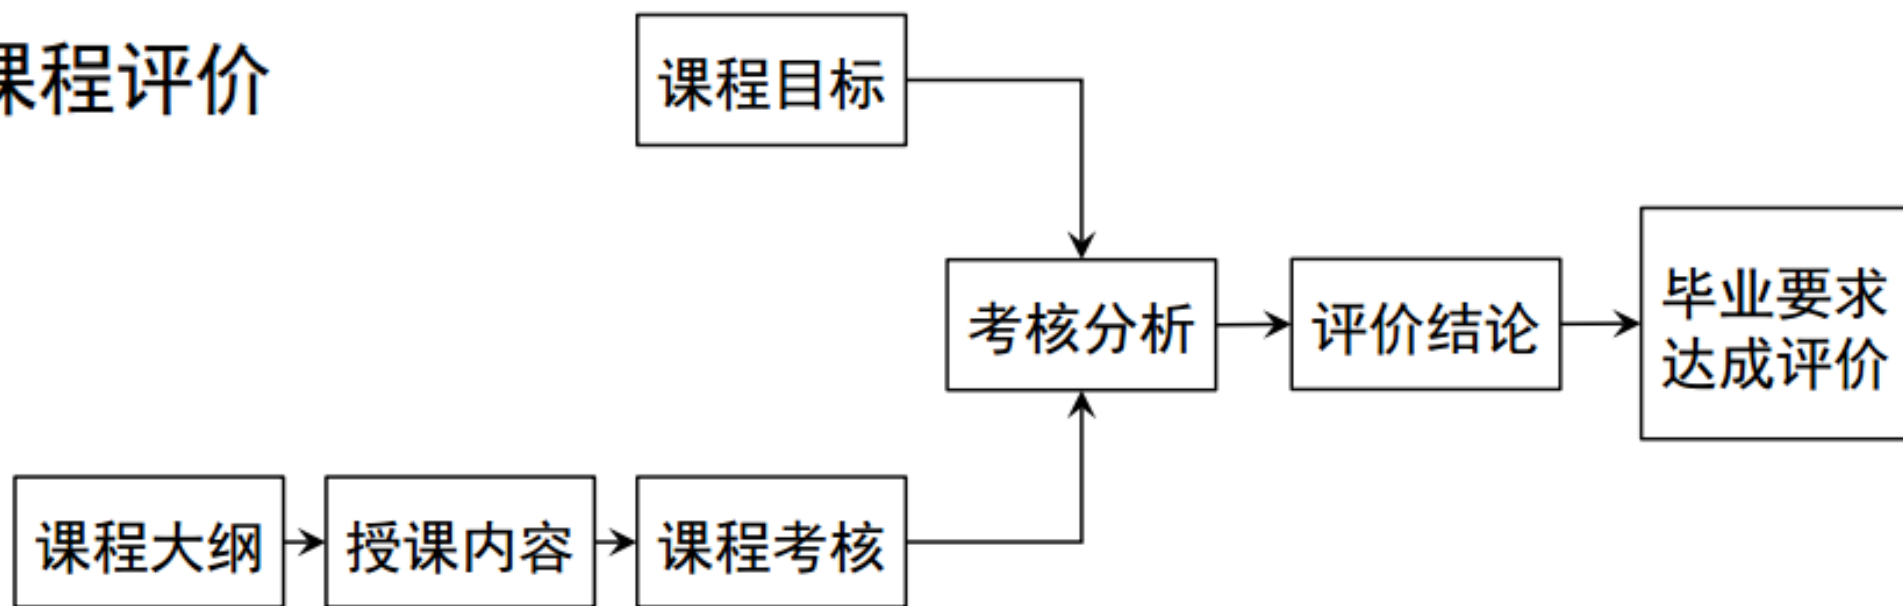 课程评价
课程目标
考核分析
评价结论
毕业要求
达成评价
课程大纲
授课内容
课程考核